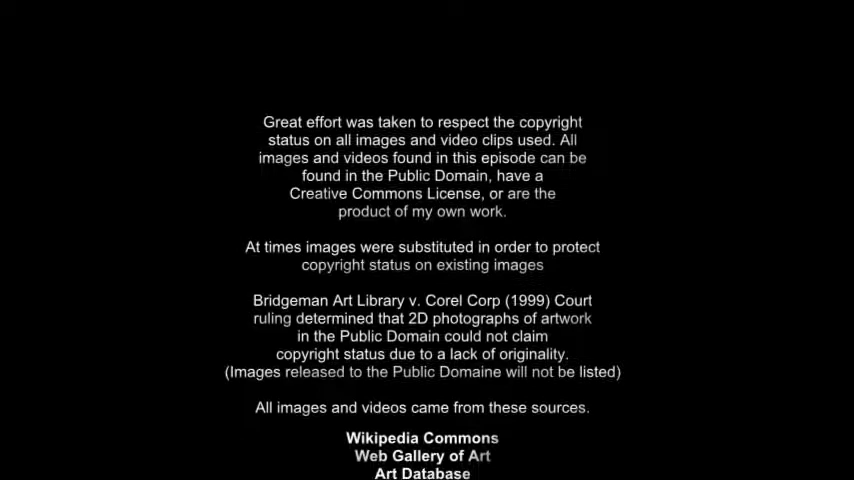 Great effort was taken to respect the copyright
status on all images and video clips used. All
images and videos found in this episode can be
found in the Public Domain, have a
Creative Commons License, or are the
product of my own work.
At times images were substituted in order to protect
copyright status on existing images
Bridgeman Art Library v. Corel Corp (1999) Court
ruling determined that 2D photographs of artwork
in the Public Domain could not claim
copyright status due to a lack of originality.
(Images released to the Public Domaine will not be listed)
All images and videos came from these sources.
Wikipedia Commons
Web Gallery of Art
Art Database